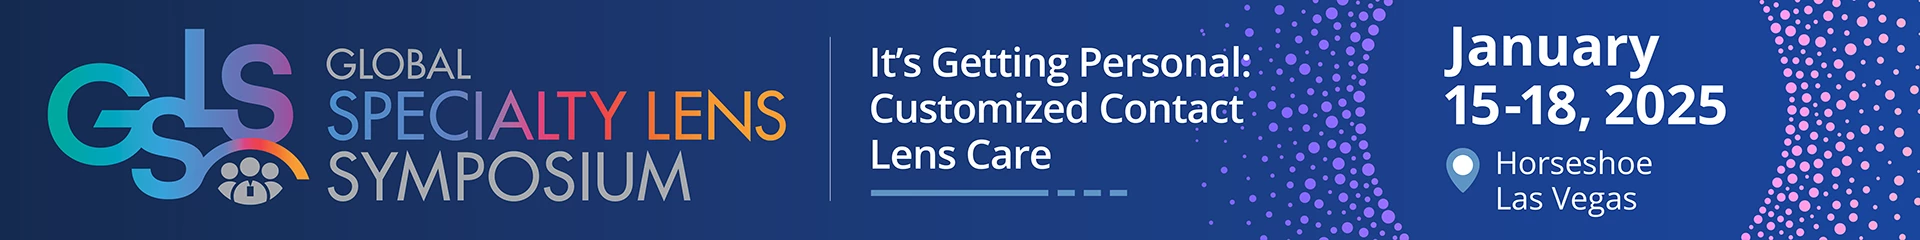 GSLS
GLOBAL
SPECIALTY LENS
SYMPOSIUM
It's Getting Personal:
Customized Contact
Lens Care
January
15-18, 2025
Horseshoe
Las Vegas